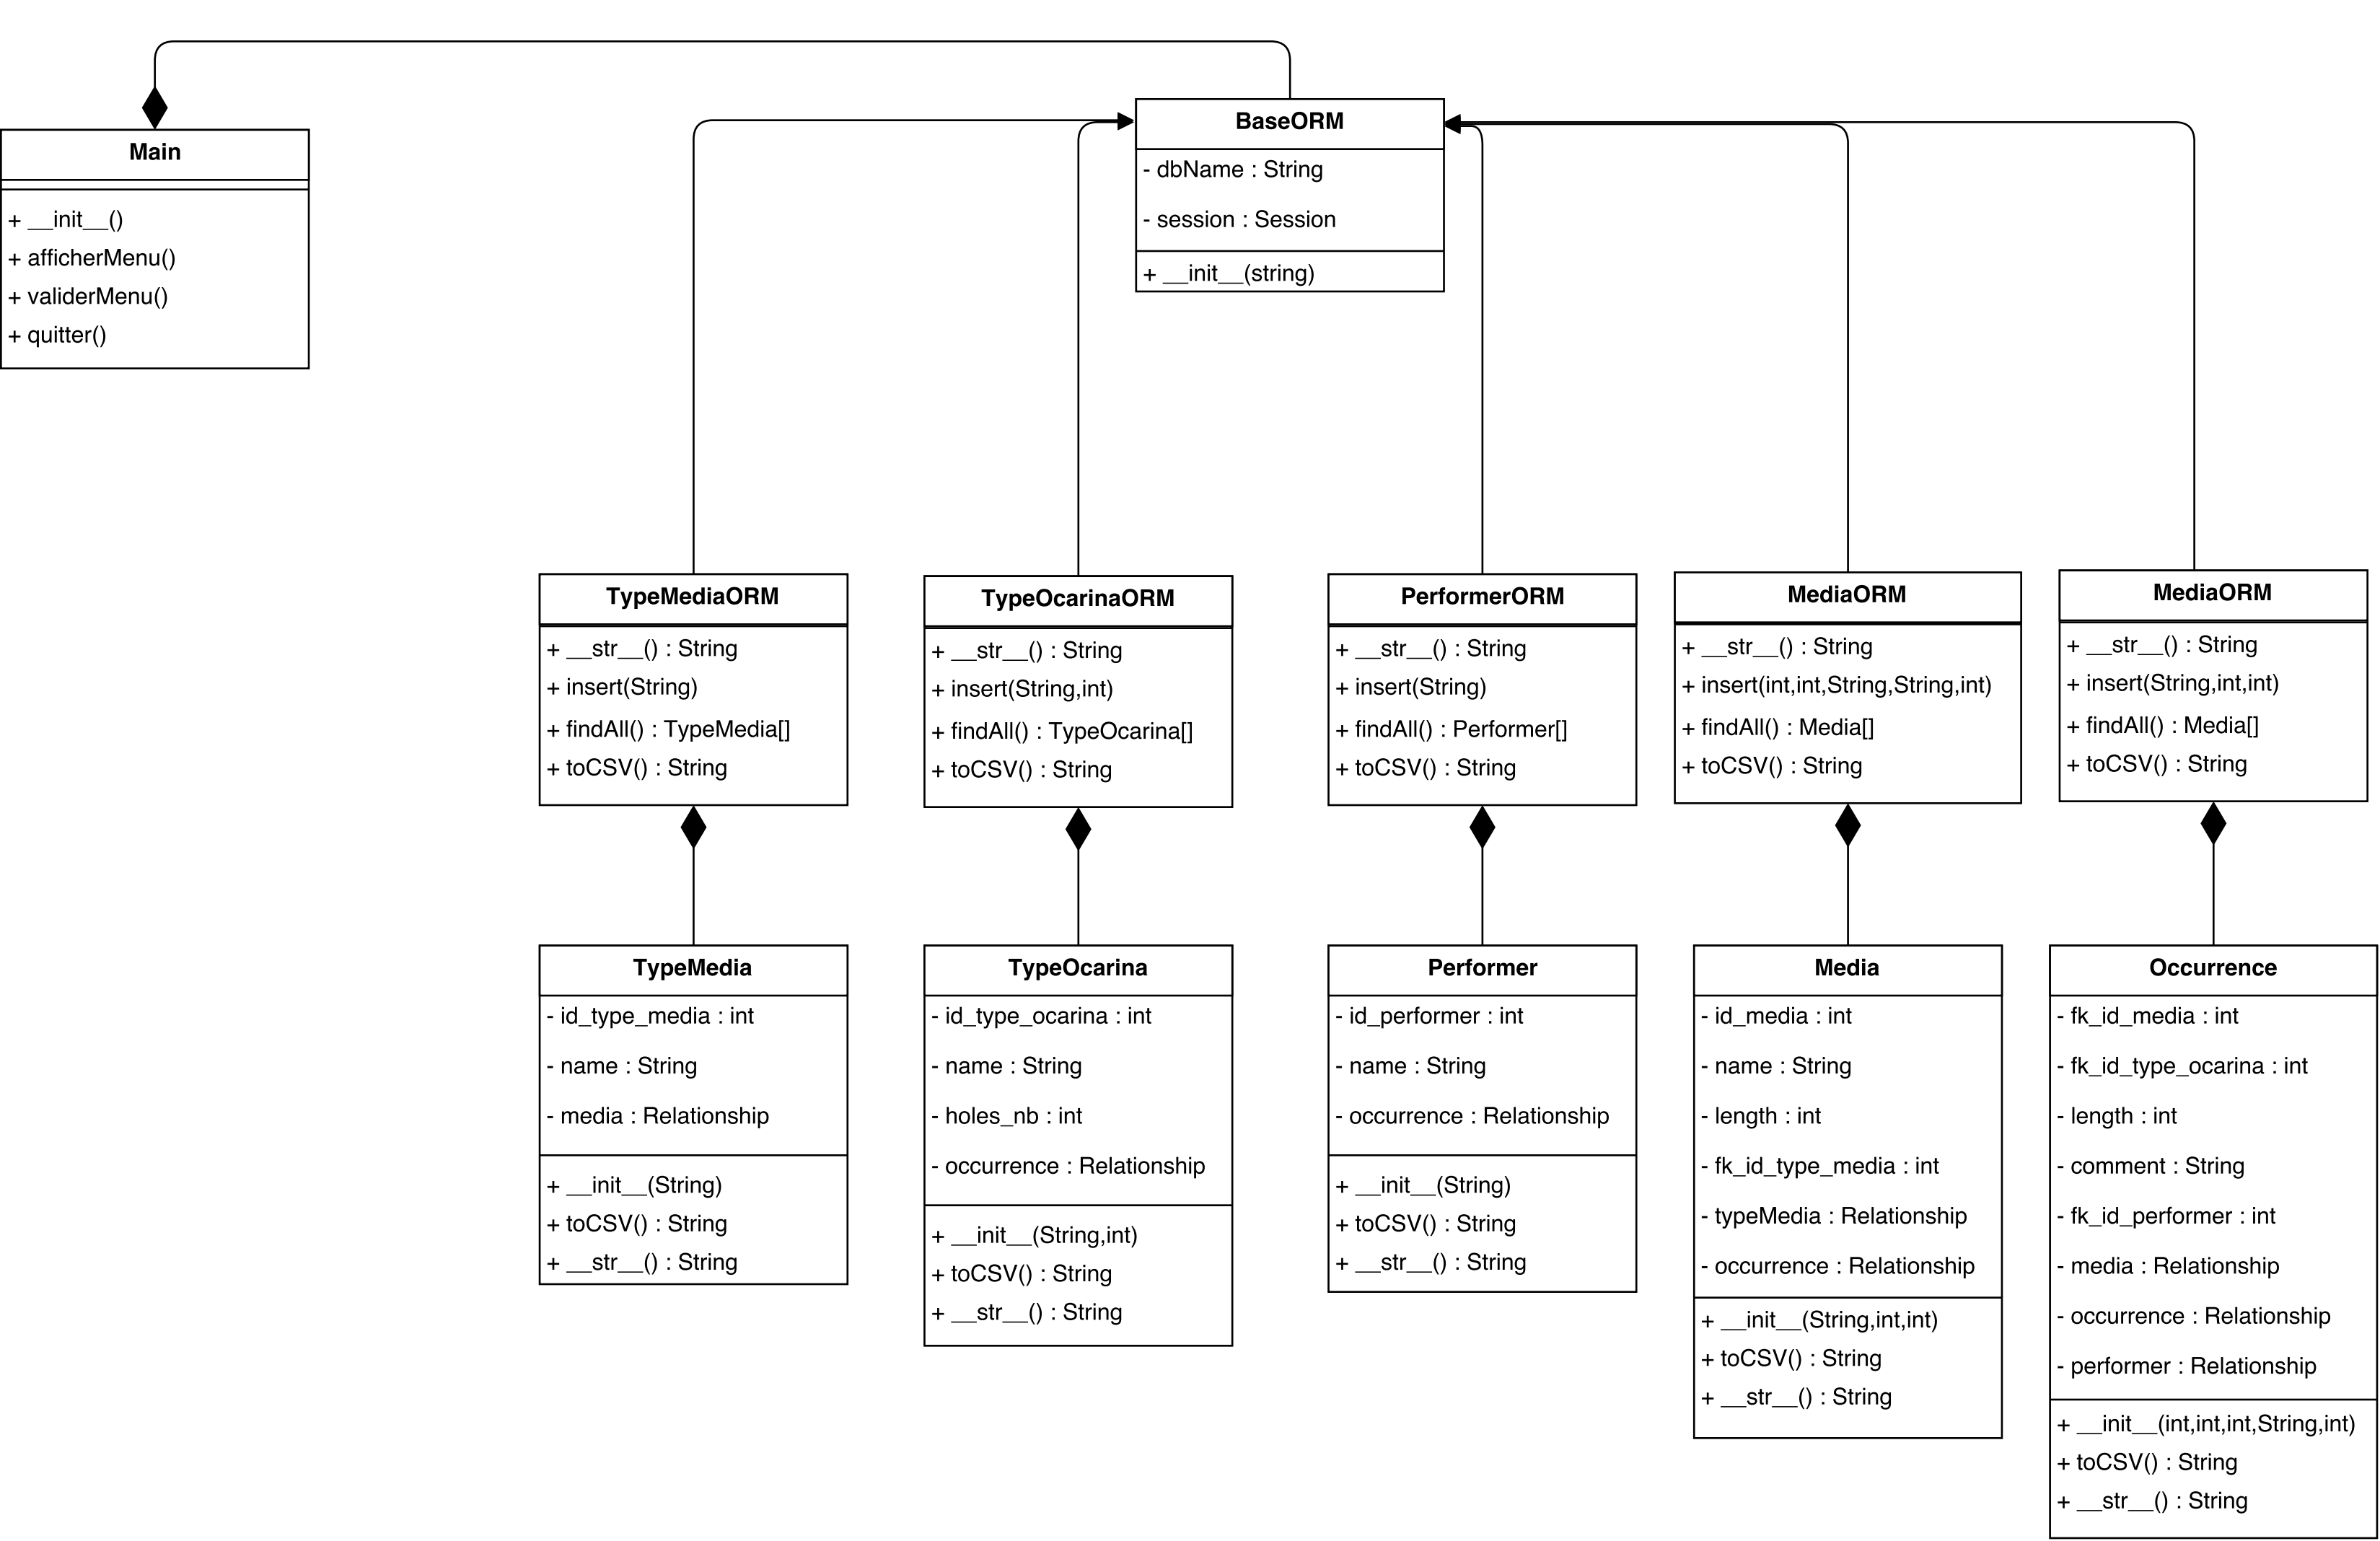 Main
+ __init__()
+ afficherMenu()
+ validerMenu()
+ quitter()
BaseORM
- dbName : String
- session : Session
+ __init__(string)
TypeMediaORM
+ __str__() : String
+ insert(String)
+ findAll() : TypeMedia[]
+ toCSV() : String
TypeOcarinaORM
+ __str__() : String
+ insert(String,int)
+ findAll() : TypeOcarina[]
+ toCSV() : String
PerformerORM
+ __str__() : String
+ insert(String)
+ findAll() : Performer[]
+ toCSV() : String
MediaORM
+ __str__() : String
+ insert(int,int,String,String,int)
+ findAll() : Media[]
+ toCSV() : String
MediaORM
+ __str__() : String
+ insert(String,int,int)
+ findAll() : Media[]
+ toCSV() : String
TypeMedia
- id_type_media : int
- name : String
- media : Relationship
+ __init__(String)
+ toCSV() : String
+ __str__() : String
TypeOcarina
- id_type_ocarina : int
- name : String
- holes_nb : int
- occurrence : Relationship
+ __init__(String,int)
+ toCSV() : String
+ __str__() : String
Performer
- id_performer : int
- name : String
- occurrence : Relationship
+ __init__(String)
+ toCSV() : String
+ __str__() : String
Media
- id_media : int
- name : String
- length : int
- fk_id_type_media : int
- typeMedia : Relationship
- occurrence : Relationship
+ __init__(String,int,int)
+ toCSV() : String
+ __str__() : String
Occurrence
- fk_id_media : int
- fk_id_type_ocarina : int
- length : int
- comment : String
- fk_id_performer : int
- media : Relationship
- occurrence : Relationship
- performer : Relationship
+ __init__(int,int,int,String,int)
+ toCSV() : String
+ __str__() : String